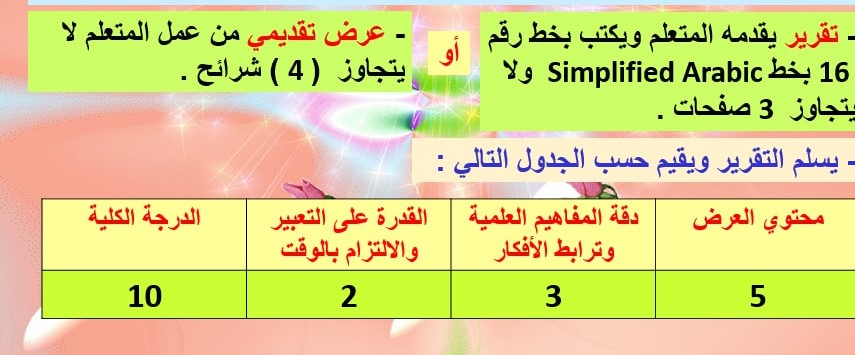 - تقرير يقدمه المتعلم ويكتب بخط رقم
16 بخط Simplified Arabic ولا
يتجاوز 3 صفحات .
أو
- عرض تقديمي من عمل المتعلم لا
يتجاوز ( 4 ) شرائح .
- يسلم التقرير ويقيم حسب الجدول التالي :
محتوي العرض
دقة المفاهيم العلمية
وترابط الأفكار
القدرة على التعبير
والالتزام بالوقت
الدرجة الكلية
5
3
2
10